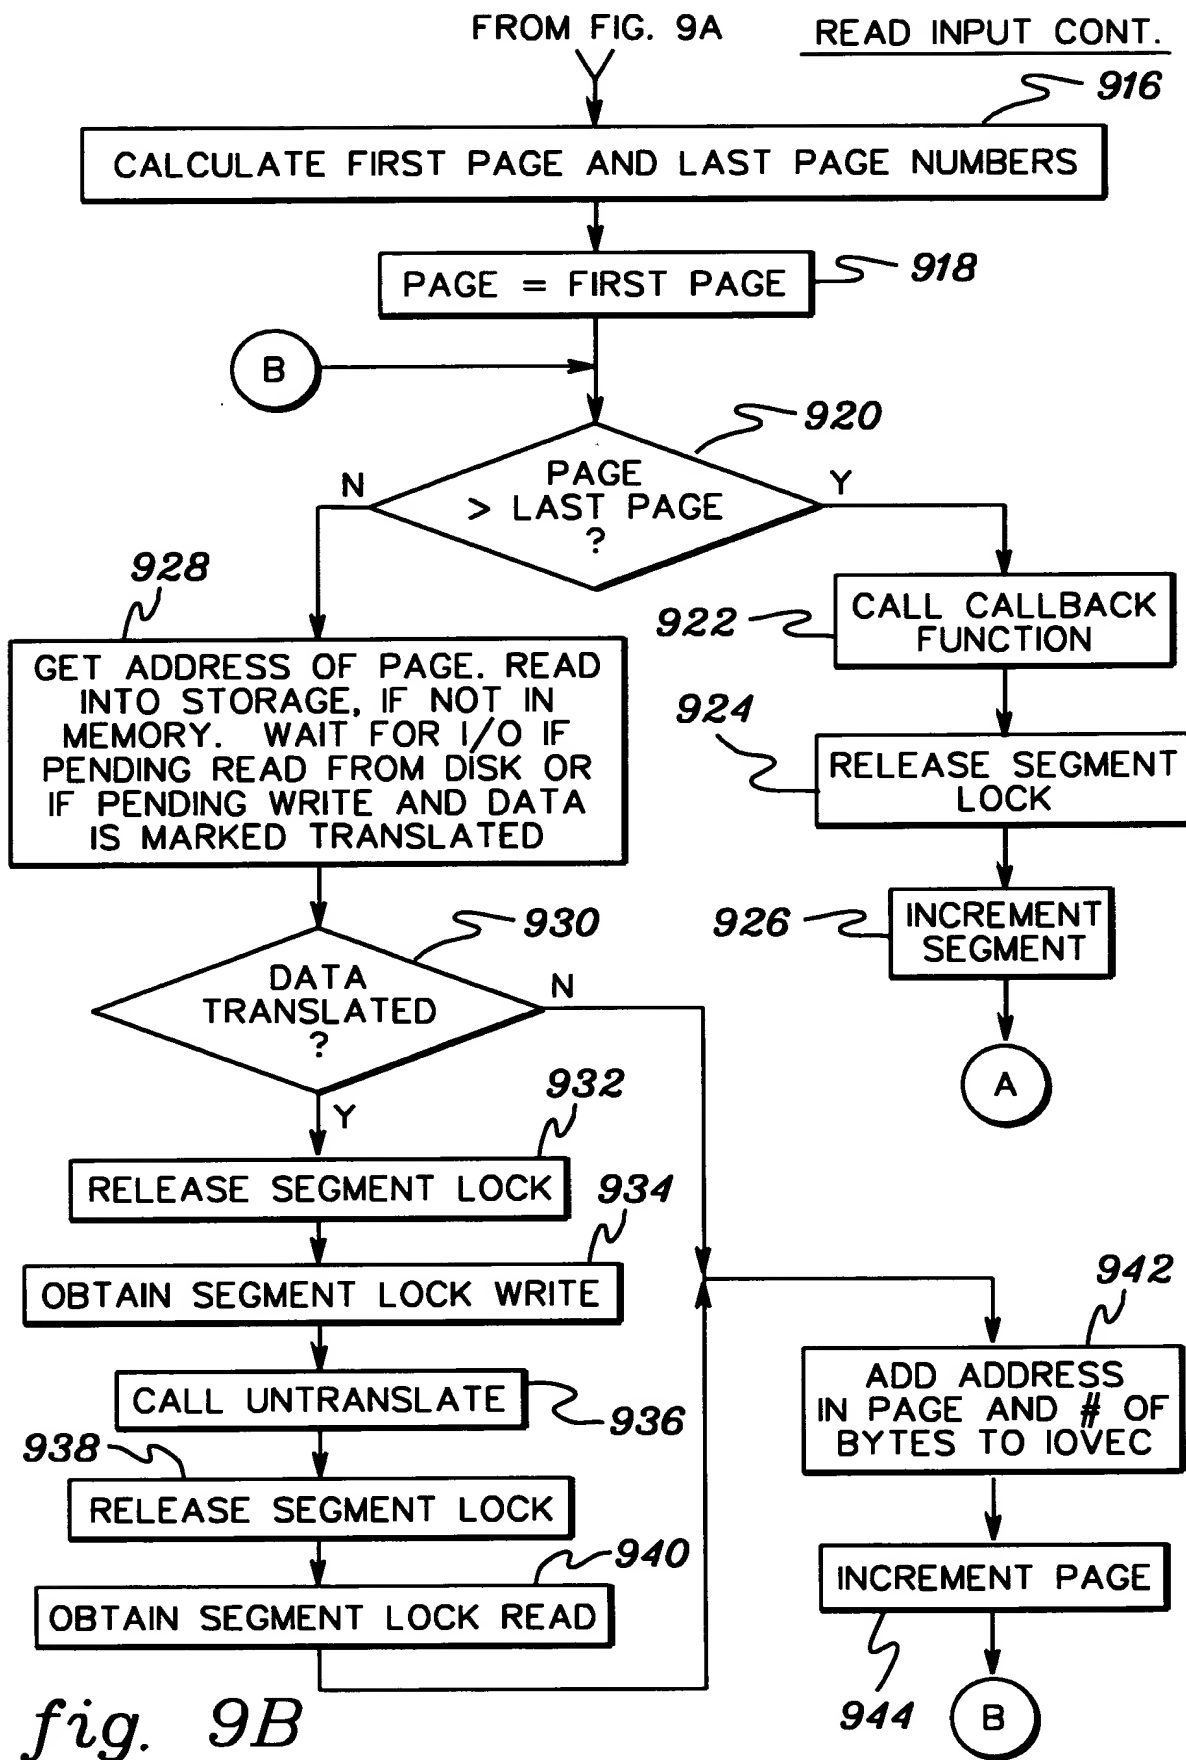 FROM FIG. 9A
READ INPUT CONT.
916
CALCULATE FIRST PAGE AND LAST PAGE NUMBERS
PAGE = FIRST PAGE
918
B
920
PAGE
> LAST PAGE
?
N
Y
928
GET ADDRESS OF PAGE. READ
INTO STORAGE, IF NOT IN
MEMORY. WAIT FOR I/O IF
PENDING READ FROM DISK OR
IF PENDING WRITE AND DATA
IS MARKED TRANSLATED
922
CALL CALLBACK
FUNCTION
924
RELEASE SEGMENT
LOCK
926
INCREMENT
SEGMENT
A
930
DATA
TRANSLATED
?
N
Y
932
RELEASE SEGMENT LOCK
934
OBTAIN SEGMENT LOCK WRITE
CALL UNTRANSLATE
936
938
RELEASE SEGMENT LOCK
940
OBTAIN SEGMENT LOCK READ
942
ADD ADDRESS
IN PAGE AND # OF
BYTES TO IOVEC
INCREMENT PAGE
944
B
fig. 9B